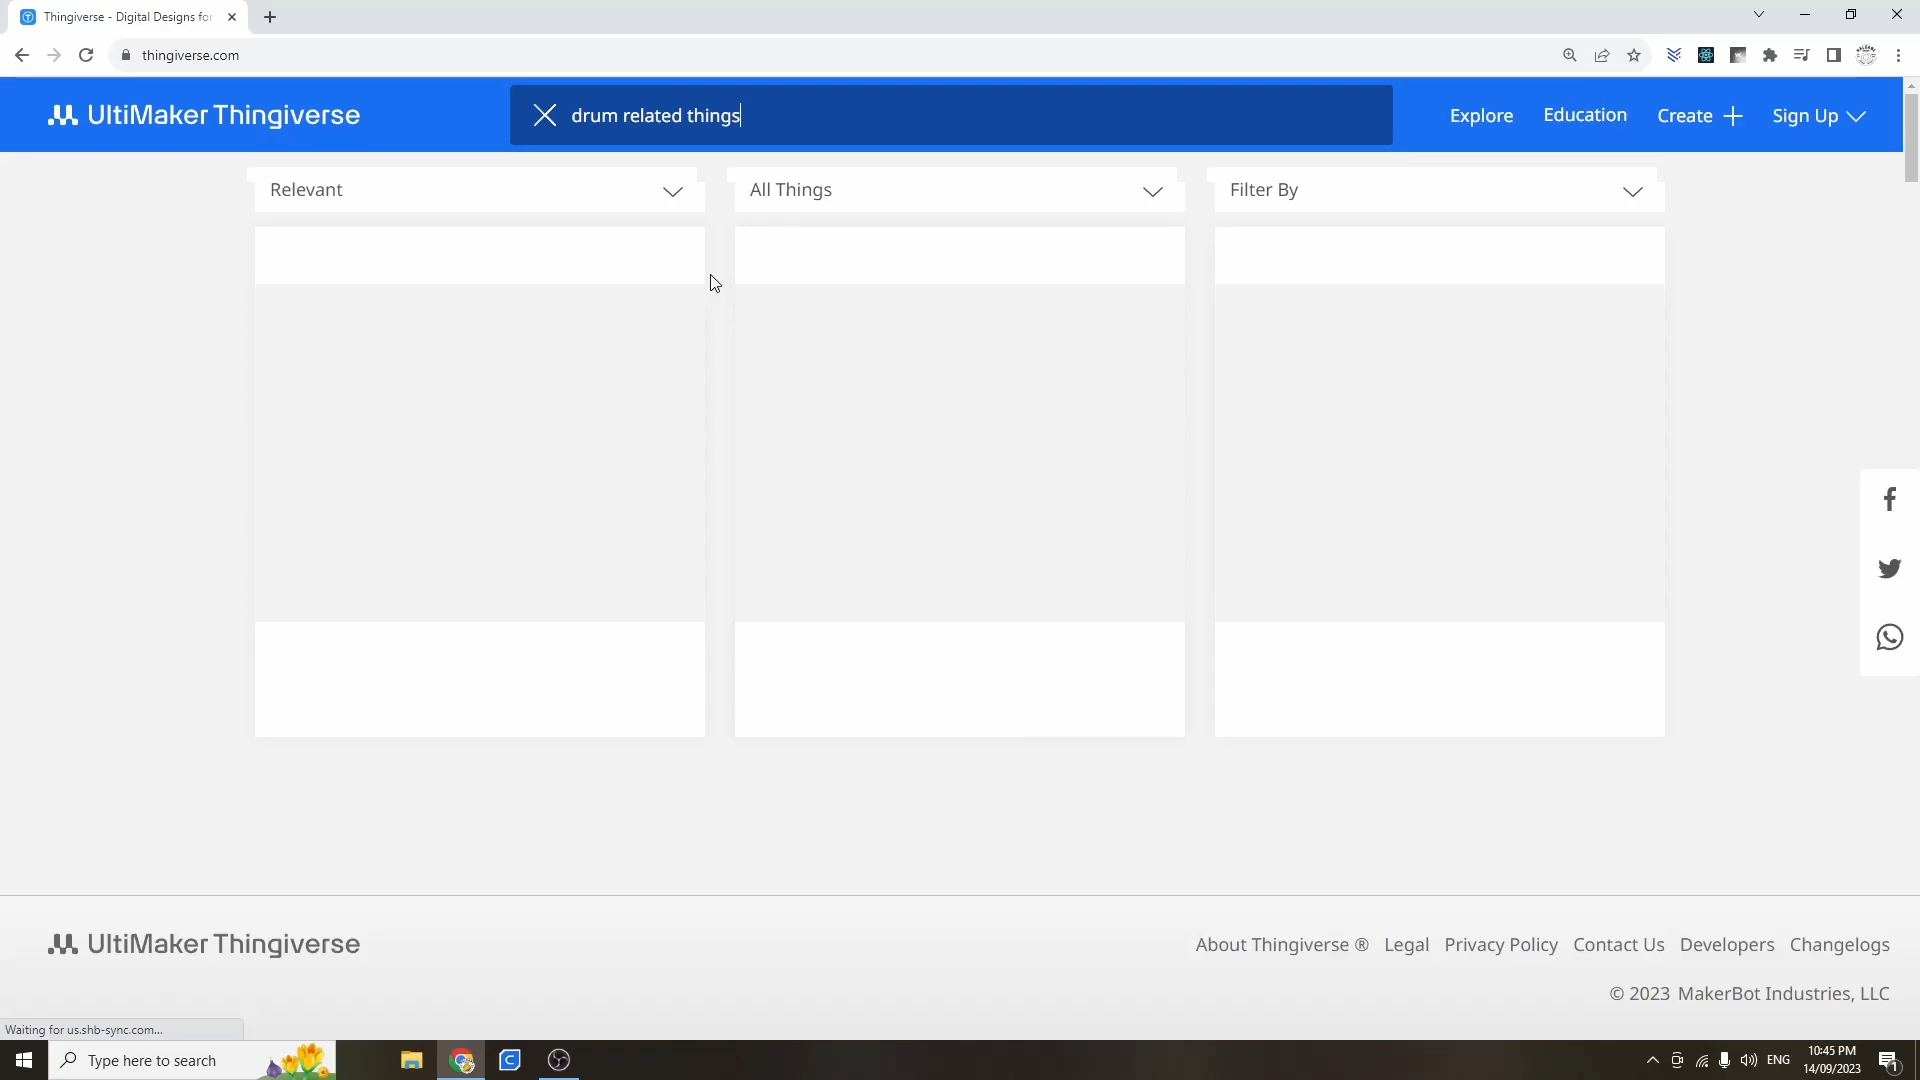 Thingiverse - Digital Designs for
thingiverse.com
UltiMaker Thingiverse
drum related things
Explore
Education
Create
Sign Up
Relevant
All Things
Filter By
UltiMaker Thingiverse
About Thingiverse ® Legal Privacy Policy Contact Us Developers Changelogs
© 2023 MakerBot Industries, LLC
Waiting for us.shb-sync.com...
Type here to search
ENG
10:45 PM
14/09/2023
1